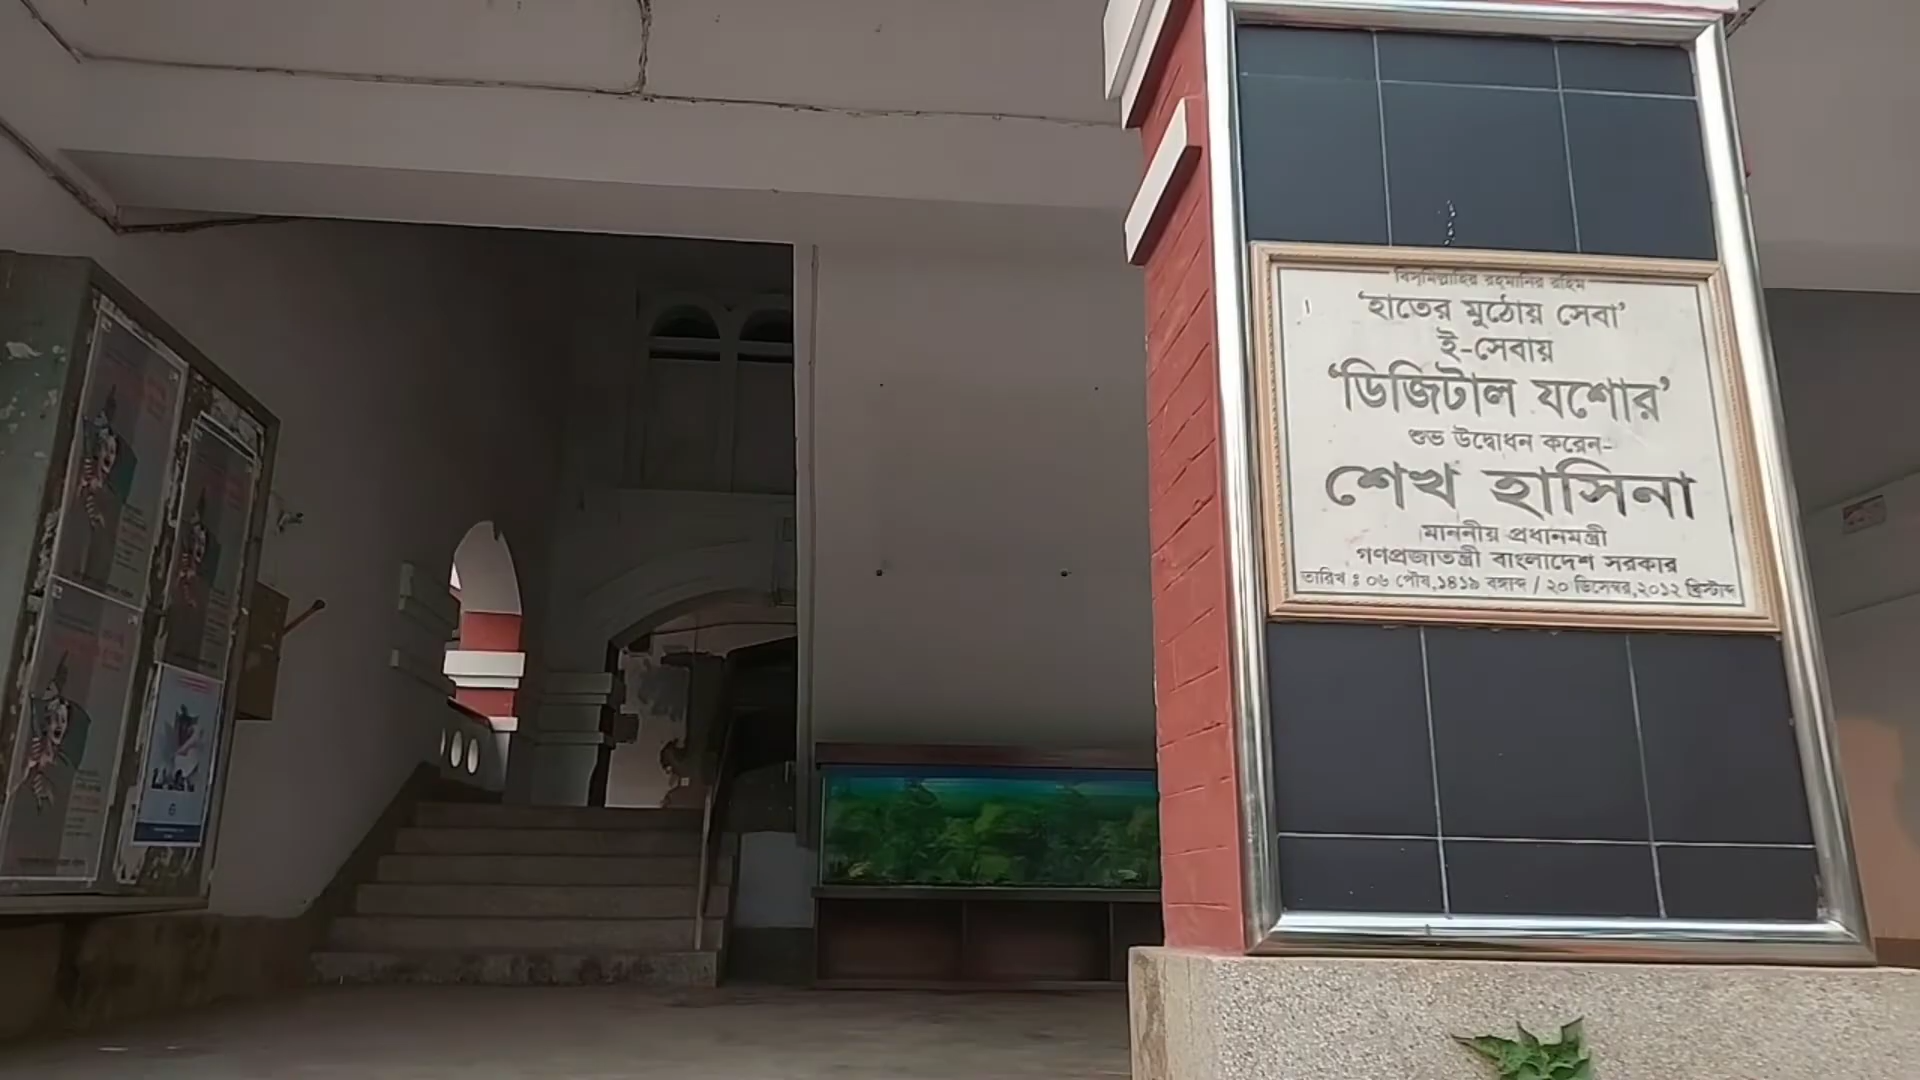 বিস্‌মিল্লাহির রহমানির রহিম
‘হাতের মুঠোয় সেবা’
ই-সেবায়
‘ডিজিটাল যশোর’
শুভ উদ্বোধন করেন-
শেখ হাসিনা
মাননীয় প্রধানমন্ত্রী
গণপ্রজাতন্ত্রী বাংলাদেশ সরকার
তারিখ ঃ ০৬ পৌষ,১৪১৯ বঙ্গাব্দ / ২০ ডিসেম্বর,২০১২ খ্রিস্টাব্দ